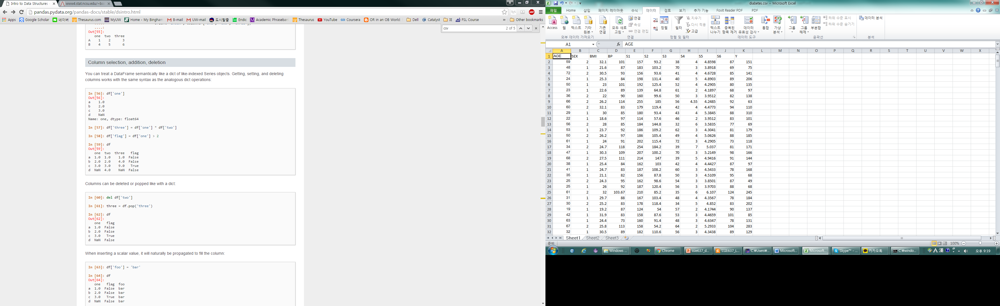 Intro to Data Structures -
www4.stat.ncsu.edu/~bo
pandas.pydata.org/pandas-docs/stable/dsintro.html
Apps Google Scholar 네이버 Thesaurus.com MyUW Home - My Bingham B-mail UW-mail 도시탈출 Endic Academic Phraseban Thesaurus YouTube Coursera OR in an OB World: Dell Catalyst IE FSL Course » Other bookmarks
csv 2 of 5
....:
Out[55]:
one two three
A 1 2 3
B 4 5 6
Column selection, addition, deletion
You can treat a DataFrame semantically like a dict of like-indexed Series objects. Getting, setting, and deleting
columns works with the same syntax as the analogous dict operations:
In [56]: df['one']
Out[56]:
a 1.0
b 2.0
c 3.0
d NaN
Name: one, dtype: float64
In [57]: df['three'] = df['one'] * df['two']
In [58]: df['flag'] = df['one'] > 2
In [59]: df
Out[59]:
one two three flag
a 1.0 1.0 1.0 False
b 2.0 2.0 4.0 False
c 3.0 3.0 9.0 True
d NaN 4.0 NaN False
Columns can be deleted or popped like with a dict:
In [60]: del df['two']
In [61]: three = df.pop('three')
In [62]: df
Out[62]:
one flag
a 1.0 False
b 2.0 False
c 3.0 True
d NaN False
When inserting a scalar value, it will naturally be propagated to fill the column:
In [63]: df['foo'] = 'bar'
In [64]: df
Out[64]:
one flag foo
a 1.0 False bar
b 2.0 False bar
c 3.0 True bar
d NaN False bar
diabetes.csv - Microsoft Excel
파일 Home 삽입 페이지 레이아웃 수식 데이터 검토 보기 추가 기능 Foxit Reader PDF PDF
Access 웹 텍스트 기타 원본 기존 연결
외부 데이터 가져오기
모두 새로 고침 연결 속성 연결 편집
연결
정렬 필터 지우기 다시 적용 고급
정렬 및 필터
텍스트 나누기 중복된 항목 제거 데이터 유효성 검사 통합 가상 분석
데이터 도구
그룹 그룹 해제 부분합 하위 수준 표시 하위 수준 숨기기
윤곽선
데이터 분석
분석
A1 fx AGE
A B C D E F G H I J K L M N O P Q R S T U V W X
1 AGE SEX BMI BP S1 S2 S3 S4 S5 S6 Y
2 59 2 32.1 101 157 93.2 38 4 4.8598 87 151
3 48 1 21.6 87 183 103.2 70 3 3.8918 69 75
4 72 2 30.5 93 156 93.6 41 4 4.6728 85 141
5 24 1 25.3 84 198 131.4 40 5 4.8903 89 206
6 50 1 23 101 192 125.4 52 4 4.2905 80 135
7 23 1 22.6 89 139 64.8 61 2 4.1897 68 97
8 36 2 22 90 160 99.6 50 3 3.9512 82 138
9 66 2 26.2 114 255 185 56 4.55 4.2485 92 63
10 60 2 32.1 83 179 119.4 42 4 4.4773 94 110
11 29 1 30 85 180 93.4 43 4 5.3845 88 310
12 22 1 18.6 97 114 57.6 46 2 3.9512 83 101
13 56 2 28 85 184 144.8 32 6 3.5835 77 69
14 53 1 23.7 92 186 109.2 62 3 4.3041 81 179
15 50 2 26.2 97 186 105.4 49 4 5.0626 88 185
16 61 1 24 91 202 115.4 72 3 4.2905 73 118
17 34 2 24.7 118 254 184.2 39 7 5.037 81 171
18 47 1 30.3 109 207 100.2 70 3 5.2149 98 166
19 68 2 27.5 111 214 147 39 5 4.9416 91 144
20 38 1 25.4 84 162 103 42 4 4.4427 87 97
21 41 1 24.7 83 187 108.2 60 3 4.5433 78 168
22 35 1 21.1 82 156 87.8 50 3 4.5109 95 68
23 25 2 24.3 95 162 98.6 54 3 3.8501 87 49
24 25 1 26 92 187 120.4 56 3 3.9703 88 68
25 61 2 32 103.67 210 85.2 35 6 6.107 124 245
26 31 1 29.7 88 167 103.4 48 4 4.3567 78 184
27 30 2 25.2 83 178 118.4 34 5 4.852 83 202
28 19 1 19.2 87 124 54 57 2 4.1744 90 137
29 42 1 31.9 83 158 87.6 53 3 4.4659 101 85
30 63 1 24.4 73 160 91.4 48 3 4.6347 78 131
31 67 2 25.8 113 158 54.2 64 2 5.2933 104 283
32 32 1 30.5 89 182 110.6 56 3 4.3438 89 129
Sheet1 Sheet2 Sheet3
준비 100%
Windows ... Chrome ssie637_d... SSIE637_L... C:₩Users₩... Microsoft... Microsoft... Skype™ - ... 카카오톡 C:₩windo... A 漢 오후 9:19